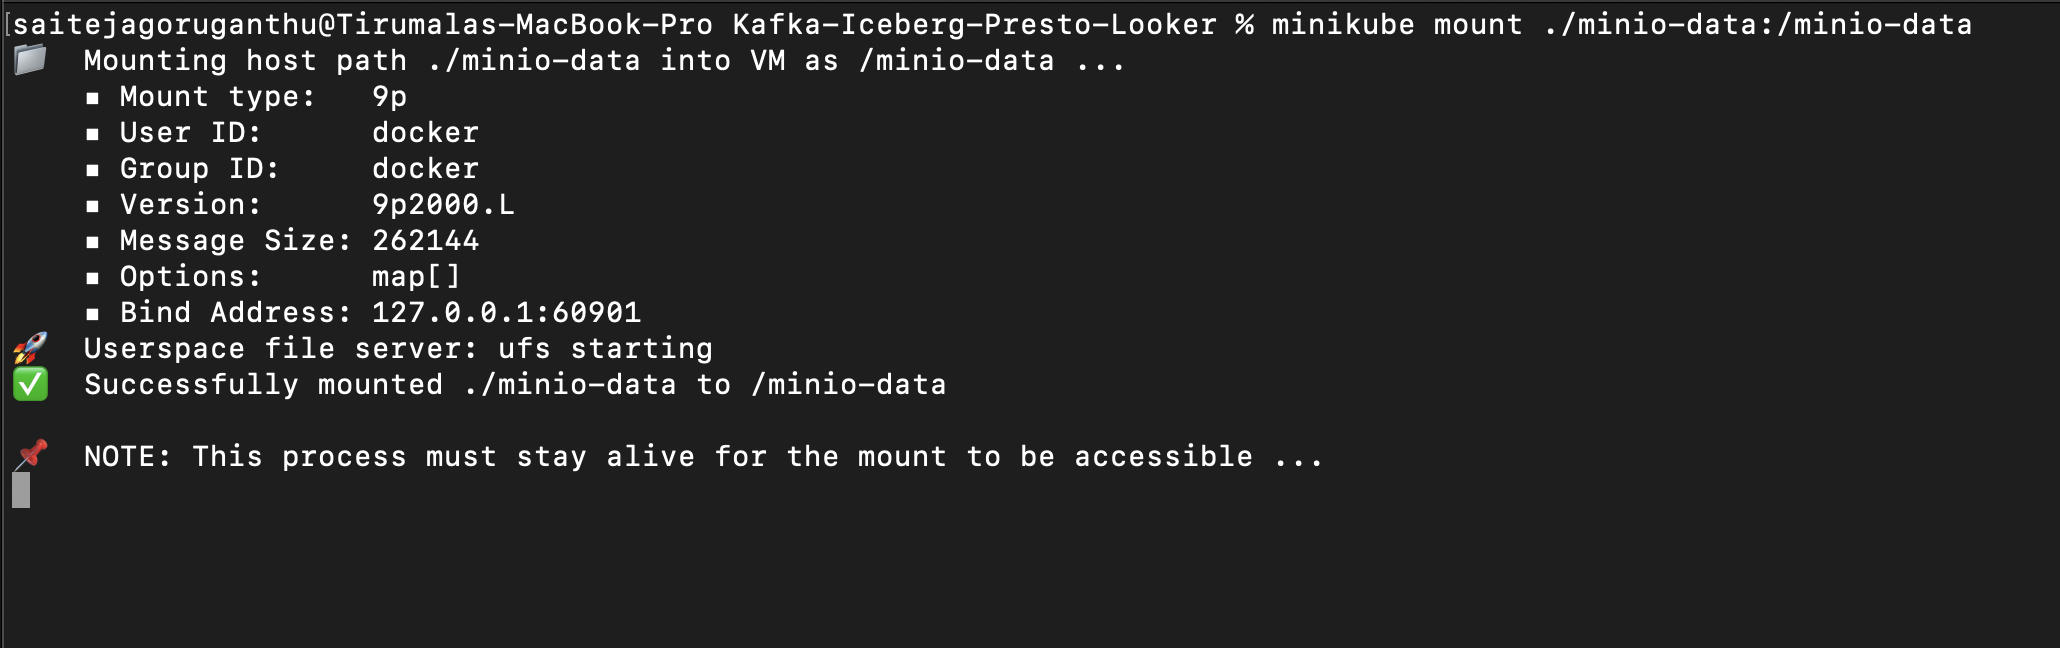 [saitejagoruganthu@Tirumalas-MacBook-Pro Kafka-Iceberg-Presto-Looker % minikube mount ./minio-data:/minio-data
📁  Mounting host path ./minio-data into VM as /minio-data ...
▪ Mount type:   9p
▪ User ID:      docker
▪ Group ID:     docker
▪ Version:      9p2000.L
▪ Message Size: 262144
▪ Options:      map[]
▪ Bind Address: 127.0.0.1:60901
🚀  Userspace file server: ufs starting
✅  Successfully mounted ./minio-data to /minio-data
📌  NOTE: This process must stay alive for the mount to be accessible ...